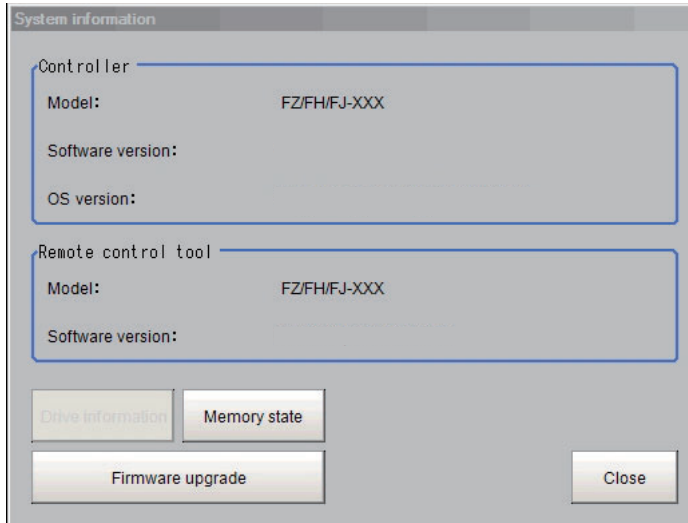 System information
Controller
Model: FZ/FH/FJ-XXX
Software version:
OS version:
Remote control tool
Model: FZ/FH/FJ-XXX
Software version:
Drive Information Memory state
Firmware upgrade Close